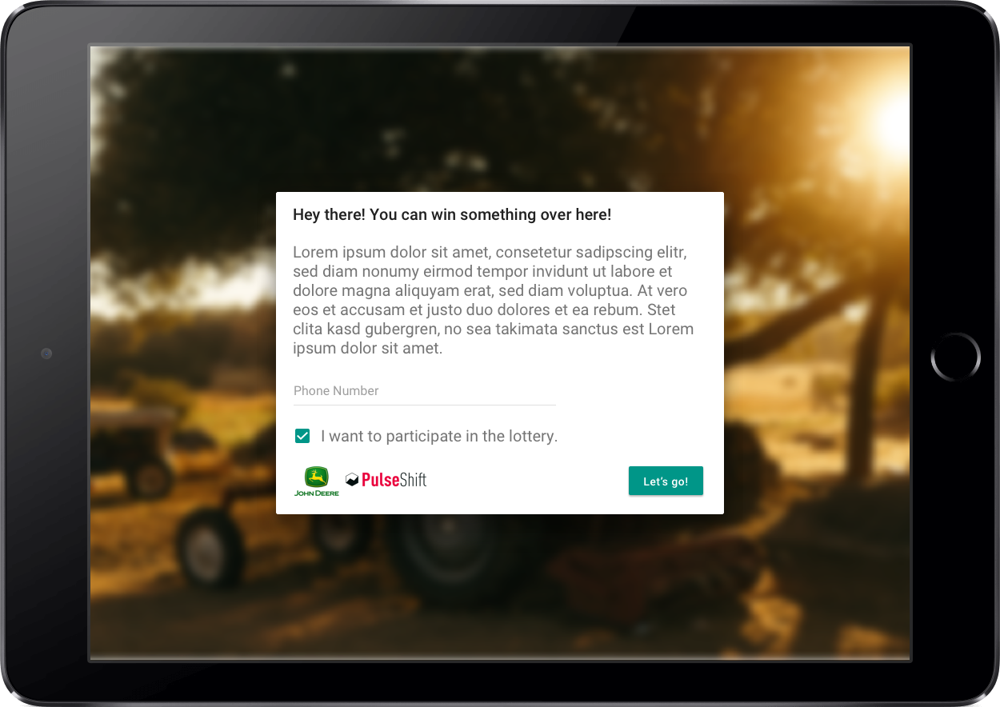 Hey there! You can win something over here!
Lorem ipsum dolor sit amet, consetetur sadipscing elitr,
sed diam nonumy eirmod tempor invidunt ut labore et
dolore magna aliquyam erat, sed diam voluptua. At vero
eos et accusam et justo duo dolores et ea rebum. Stet
clita kasd gubergren, no sea takimata sanctus est Lorem
ipsum dolor sit amet.
Phone Number
I want to participate in the lottery.
JOHN DEERE
PulseShift
Let's go!